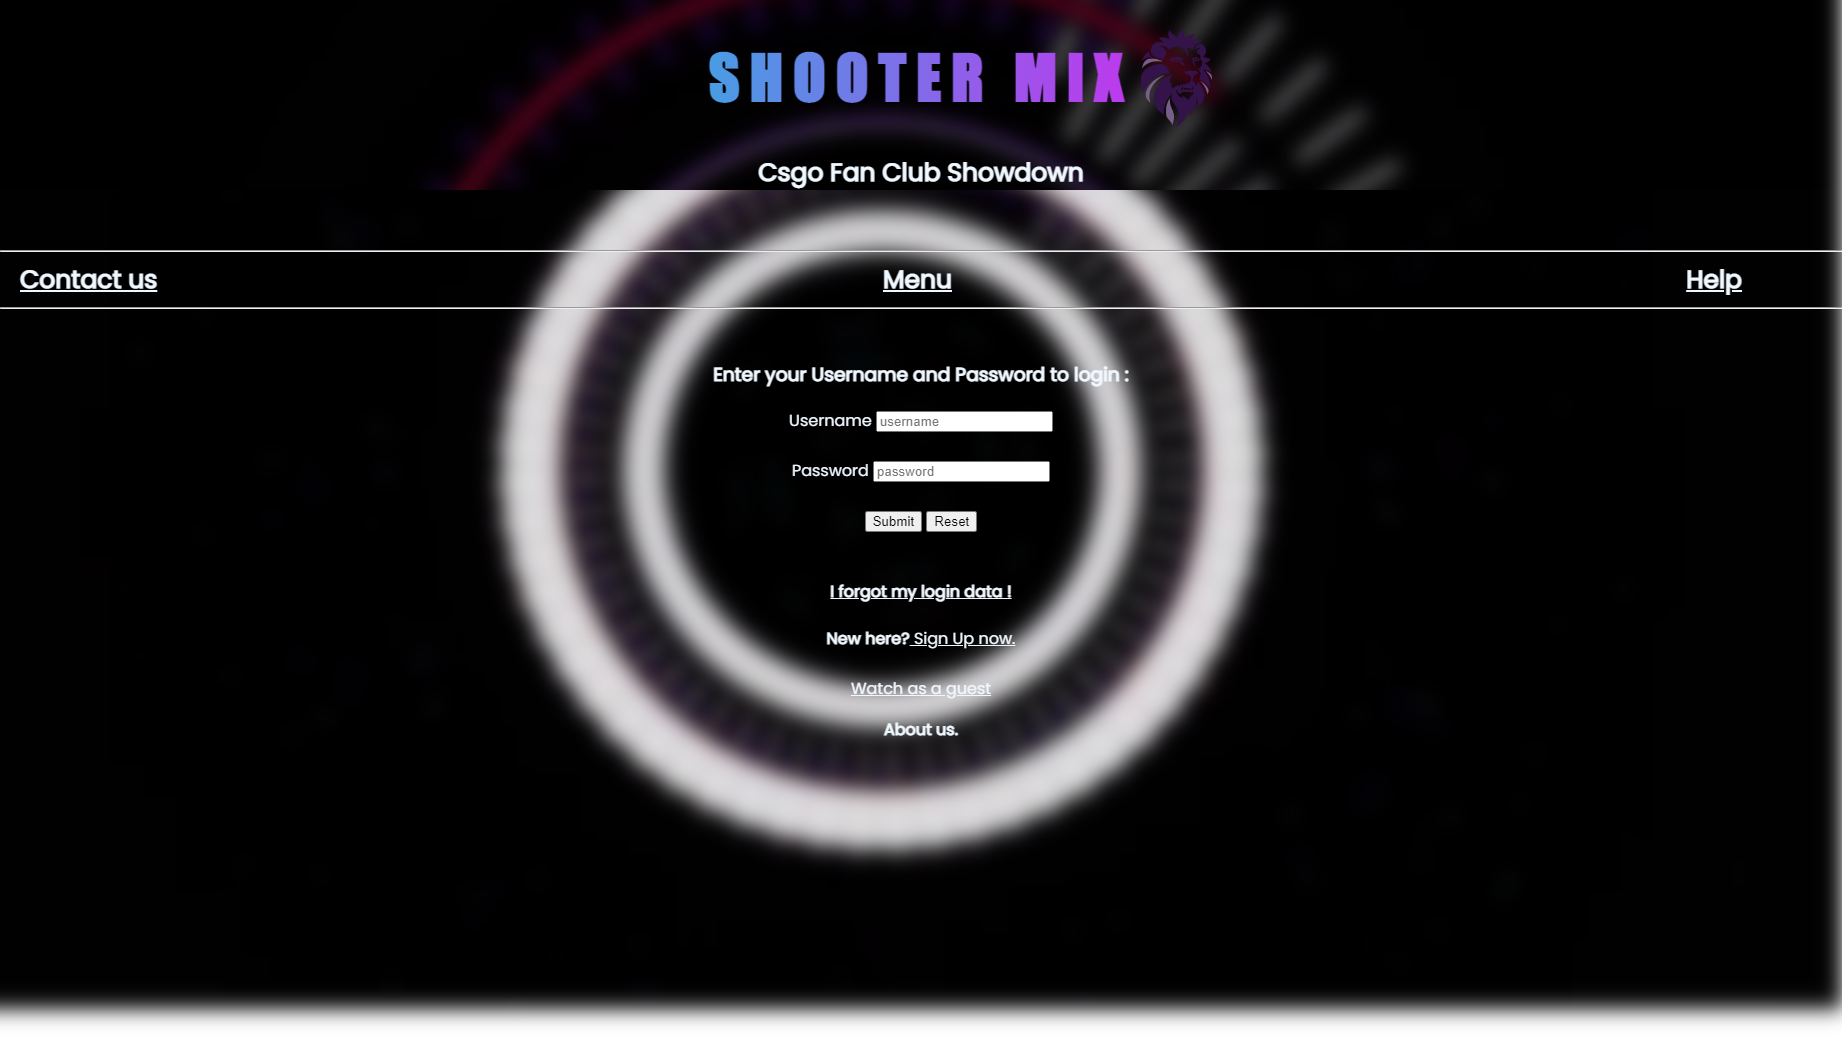 SHOOTER MIX
Csgo Fan Club Showdown
Contact us Menu Help
Enter your Username and Password to login :
Username username
Password password
Submit Reset
I forgot my login data !
New here? Sign Up now.
Watch as a guest
About us.